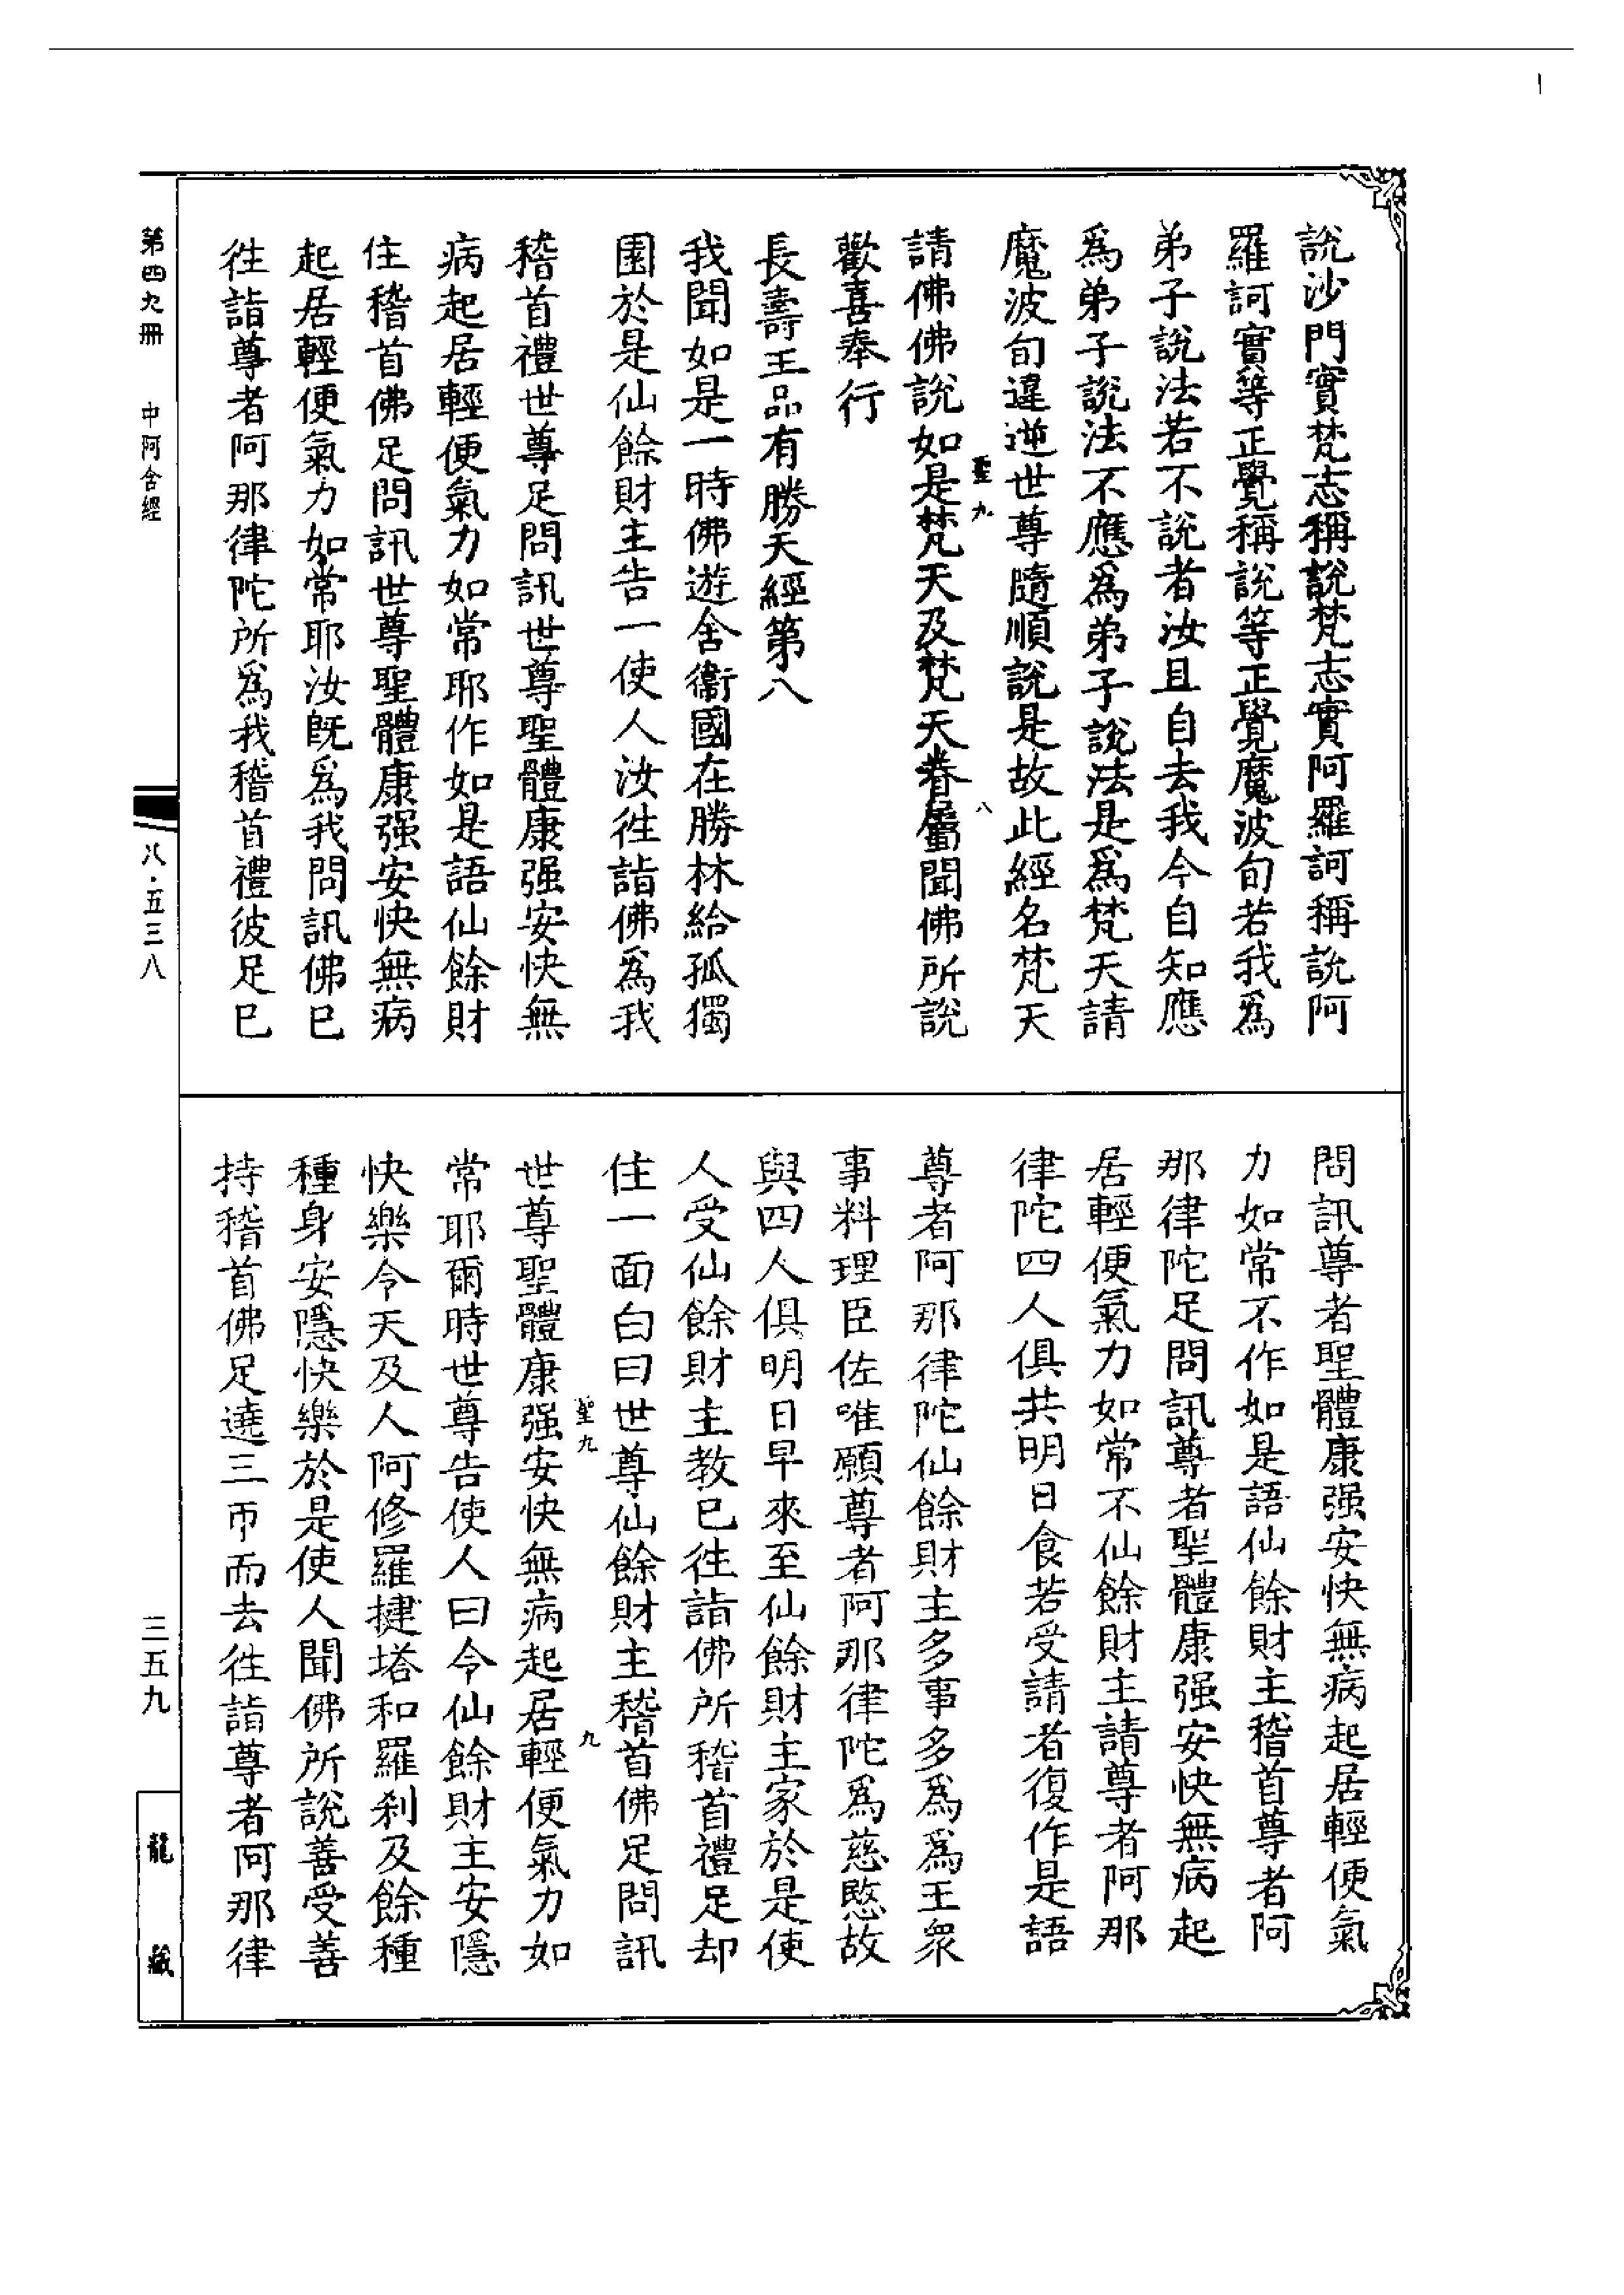 說沙門實梵志稱說梵志實阿羅訶稱說阿
羅訶實等正覺稱說等正覺魔波旬若我爲
弟子說法若不說者汝且自去我今自知應
爲弟子說法不應爲弟子說法是爲梵天請
魔波旬違逆世尊隨順說是故此經名梵天
請佛佛說如是梵天及梵天眷屬聞佛所說
聖九
八
歡喜奉行
長壽王品有勝天經第八
我聞如是一時佛遊舍衞國在勝林給孤獨
園於是仙餘財主告一使人汝往詣佛爲我
稽首禮世尊足問訊世尊聖體康强安快無
病起居輕便氣力如常耶作如是語仙餘財
住稽首佛足問訊世尊聖體康强安快無病
起居輕便氣力如常耶汝旣爲我問訊佛已
往詣尊者阿那律陀所爲我稽首禮彼足已
問訊尊者聖體康强安快無病起居輕便氣
力如常不作如是語仙餘財主稽首尊者阿
那律陀足問訊尊者聖體康强安快無病起
居輕便氣力如常不仙餘財主請尊者阿那
律陀四人俱共明日食若受請者復作是語
尊者阿那律陀仙餘財主多事多爲爲王衆
事料理臣佐唯願尊者阿那律陀爲慈愍故
與四人俱明日早來至仙餘財主家於是使
人受仙餘財主教已往詣佛所稽首禮足却
住一面白曰世尊仙餘財主稽首佛足問訊
聖九
九
世尊聖體康强安快無病起居輕便氣力如
常耶爾時世尊告使人曰令仙餘財主安隱
快樂令天及人阿修羅揵塔和羅刹及餘種
種身安隱快樂於是使人聞佛所說善受善
持稽首佛足遶三帀而去往詣尊者阿那律
第四九冊 中阿含經
八·五三八
三五九
龍藏